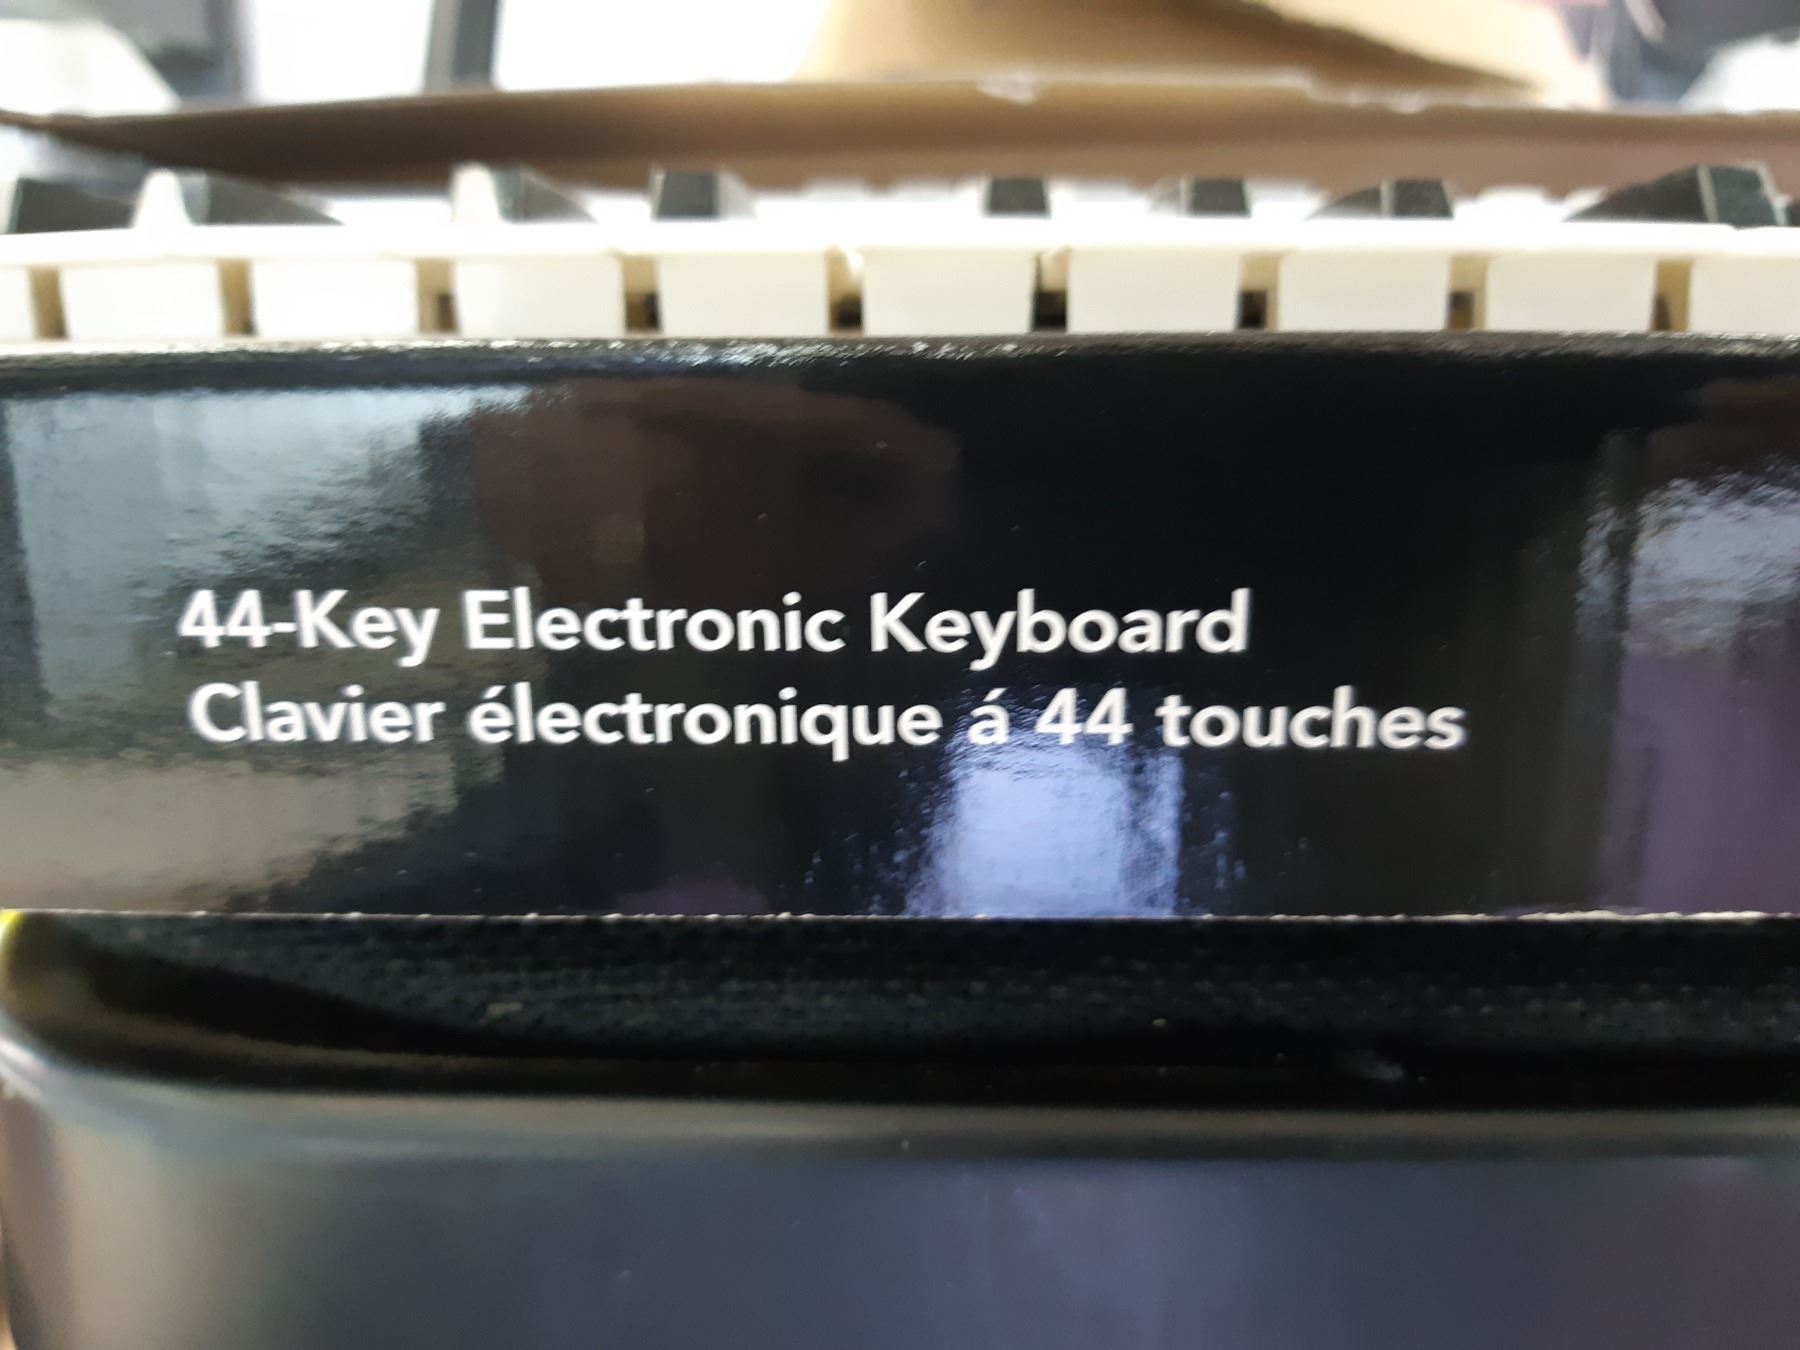 44-Key Electronic Keyboard
Clavier électronique á 44 touches